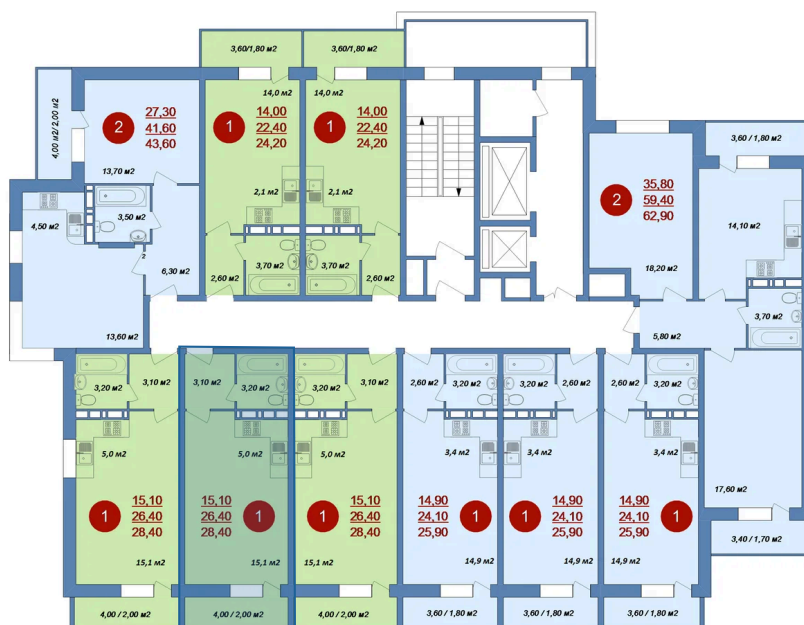 3,60/1,80 м2
3,60/1,80 м2
4,00 м2/ 2,00 м2
2
27,30
41,60
43,60
13,70 м2
14,0 м2
1
14,00
22,40
24,20
2,1 м2
14,0 м2
1
14,00
22,40
24,20
2,1 м2
3,60 / 1,80 м2
2
35,80
59,40
62,90
18,20 м2
14,10 м2
4,50 м2
3,50 м2
2
6,30 м2
13,60 м2
3,70 м2
2,60 м2
3,70 м2
2,60 м2
3,70 м2
5,80 м2
3,20 м2
3,10 м2
3,10 м2
3,20 м2
3,20 м2
3,10 м2
2,60 м2
3,20 м2
3,20 м2
2,60 м2
2,60 м2
3,20 м2
5,0 м2
5,0 м2
5,0 м2
3,4 м2
3,4 м2
3,4 м2
17,60 м2
1
15,10
26,40
28,40
15,10
26,40
28,40
1
1
15,10
26,40
28,40
14,90
24,10
25,90
1
1
14,90
24,10
25,90
14,90
24,10
25,90
1
15,1 м2
15,1 м2
15,1 м2
14,9 м2
14,9 м2
14,9 м2
3,40 / 1,70 м2
4,00 / 2,00 м2
4,00 / 2,00 м2
4,00 / 2,00 м2
3,60 / 1,80 м2
3,60 / 1,80 м2
3,60 / 1,80 м2